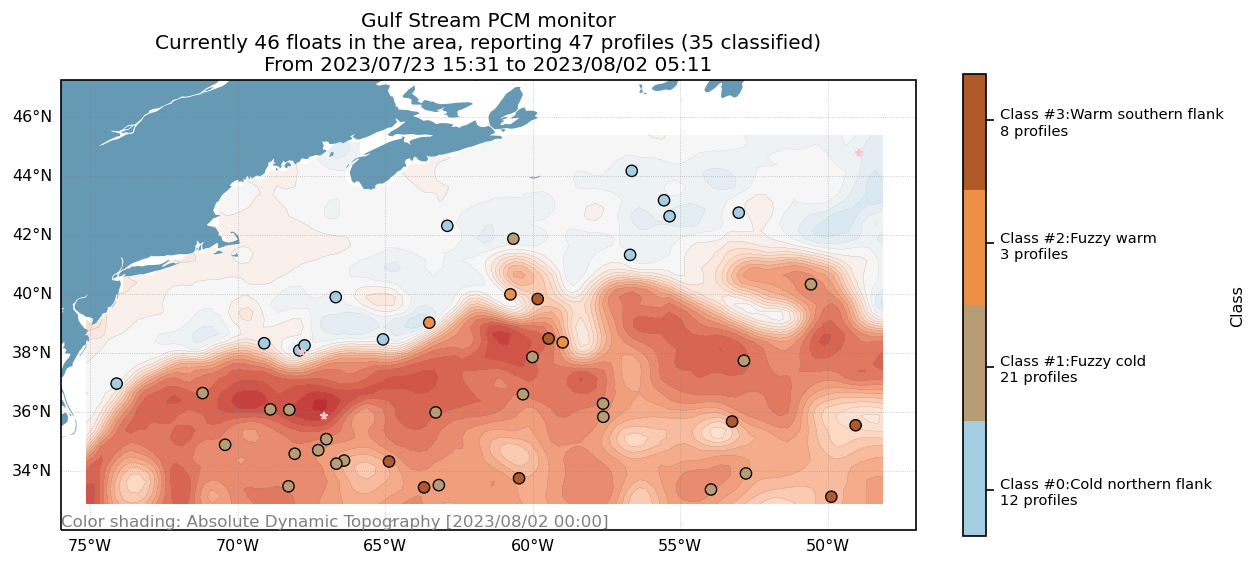 Gulf Stream PCM monitor
Currently 46 floats in the area, reporting 47 profiles (35 classified)
From 2023/07/23 15:31 to 2023/08/02 05:11
46°N
44°N
42°N
40°N
38°N
36°N
34°N
Color shading: Absolute Dynamic Topography [2023/08/02 00:00]
75°W
70°W
65°W
60°W
55°W
50°W
Class #3:Warm southern flank
8 profiles
Class #2:Fuzzy warm
3 profiles
Class #1:Fuzzy cold
21 profiles
Class #0:Cold northern flank
12 profiles
Class